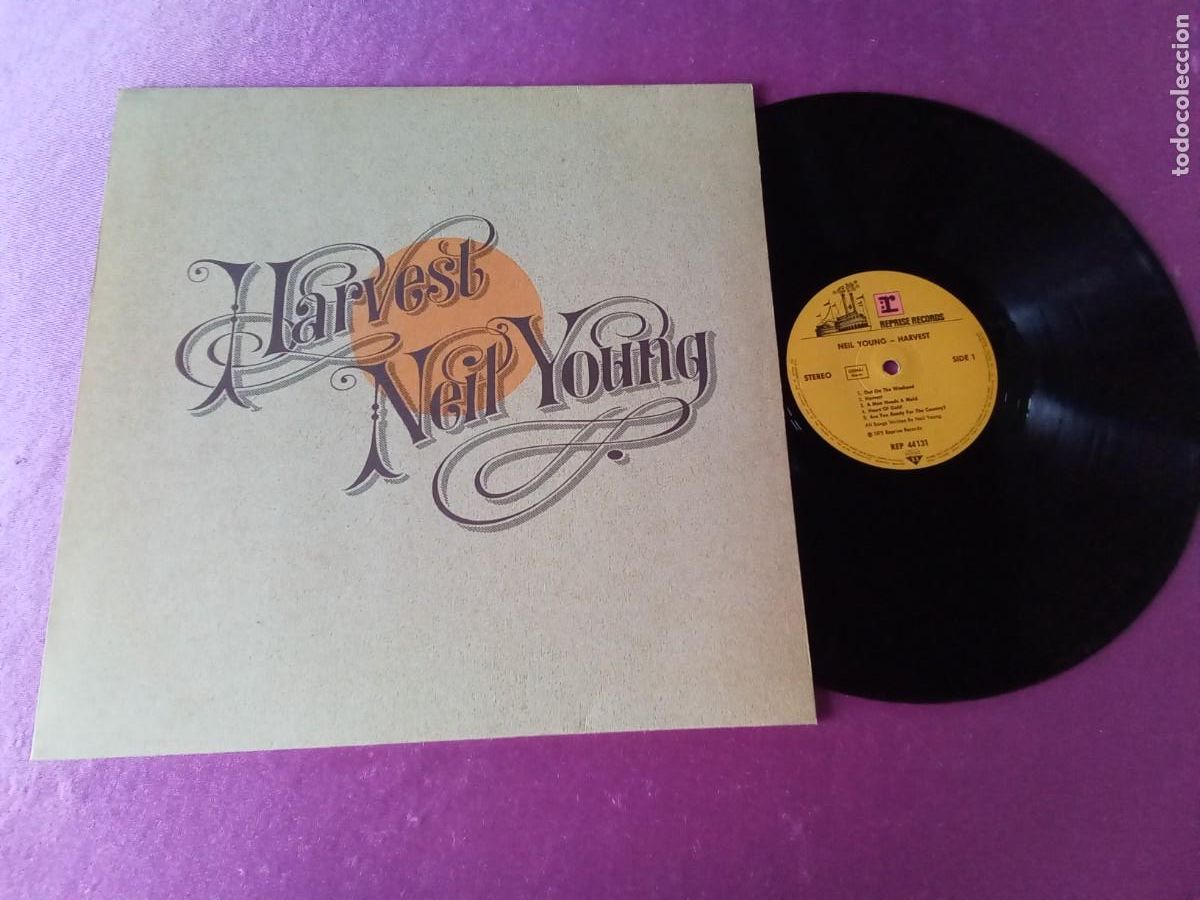 Harvest
Neil Young
r
REPRISE RECORDS
NEIL YOUNG – HARVEST
STEREO
SIDE 1
1. Out On The Weekend
2. Harvest
3. A Man Needs A Maid
4. Heart Of Gold
5. Are You Ready For The Country?
All Songs Written By Neil Young
Reprise Records
REP 44131
todocoleccion